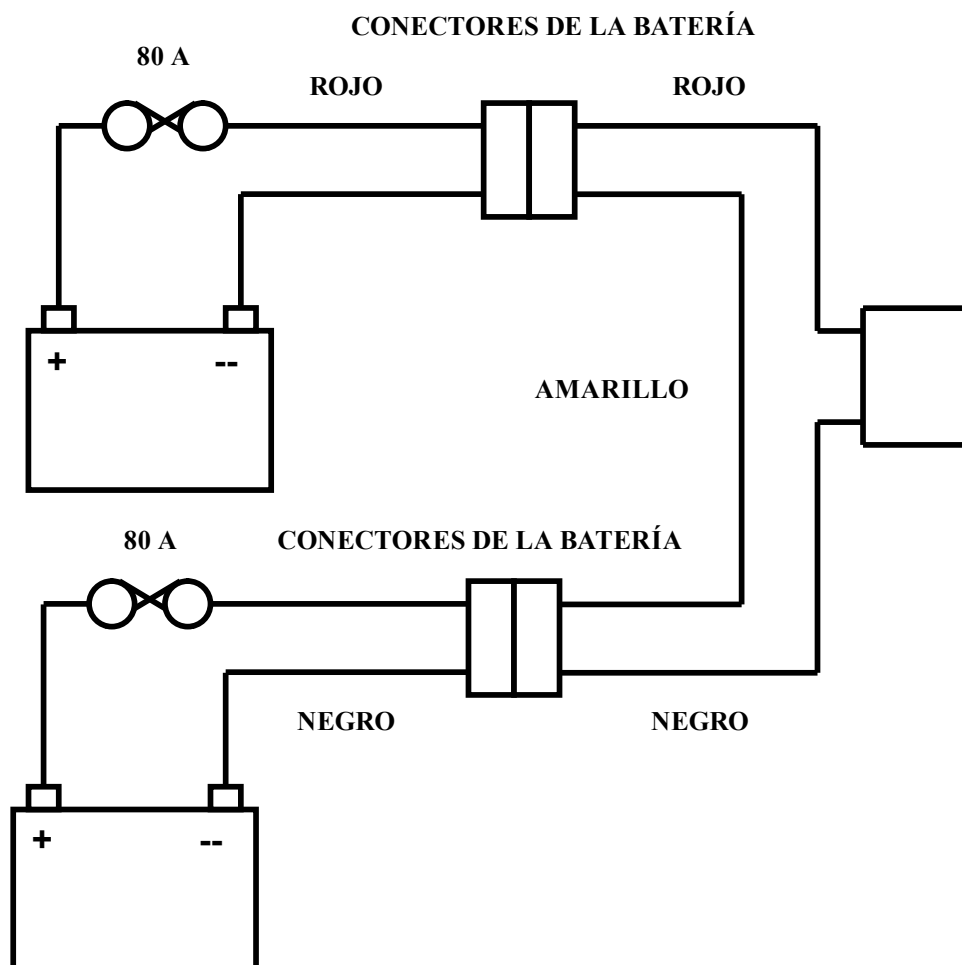 CONECTORES DE LA BATERÍA
80 A
ROJO
ROJO
+
--
AMARILLO
80 A
CONECTORES DE LA BATERÍA
NEGRO
NEGRO
+
--